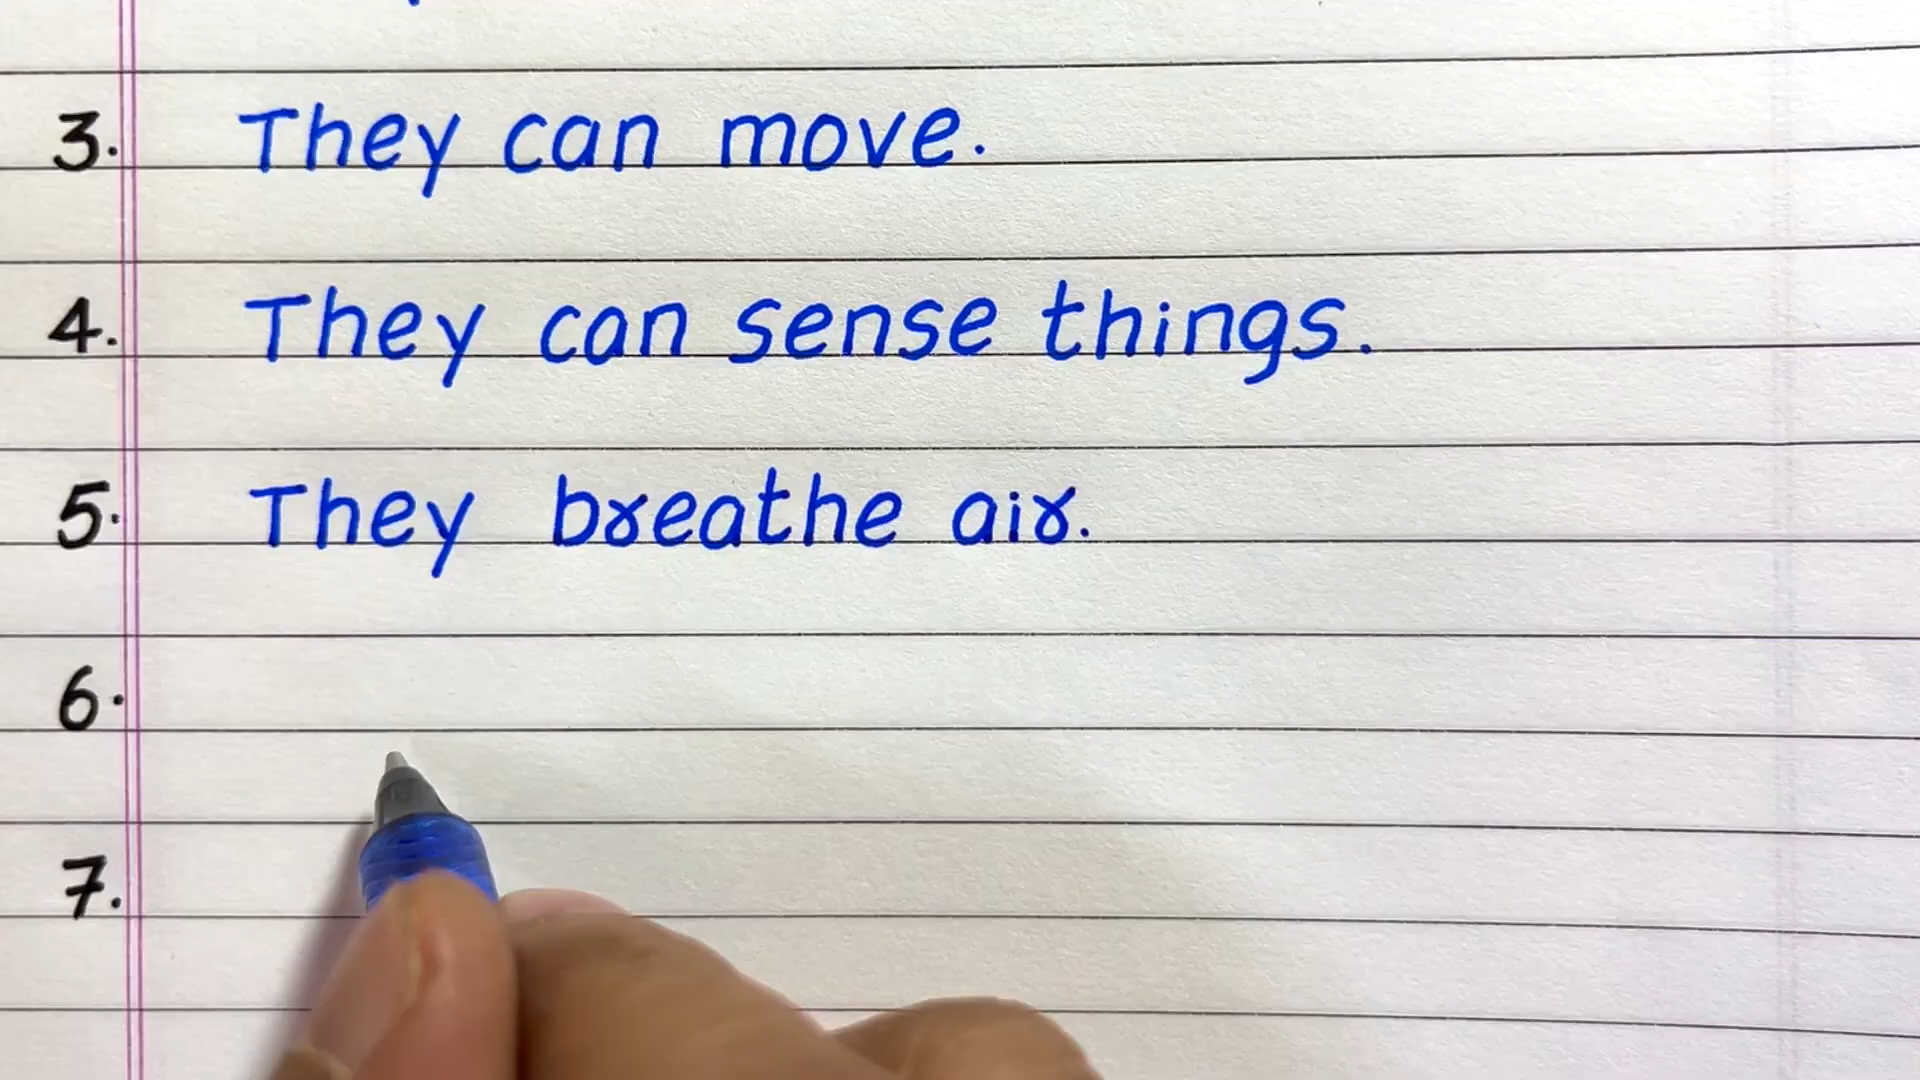 3. They can move.
4. They can sense things.
5. They breathe air.
6.
7.